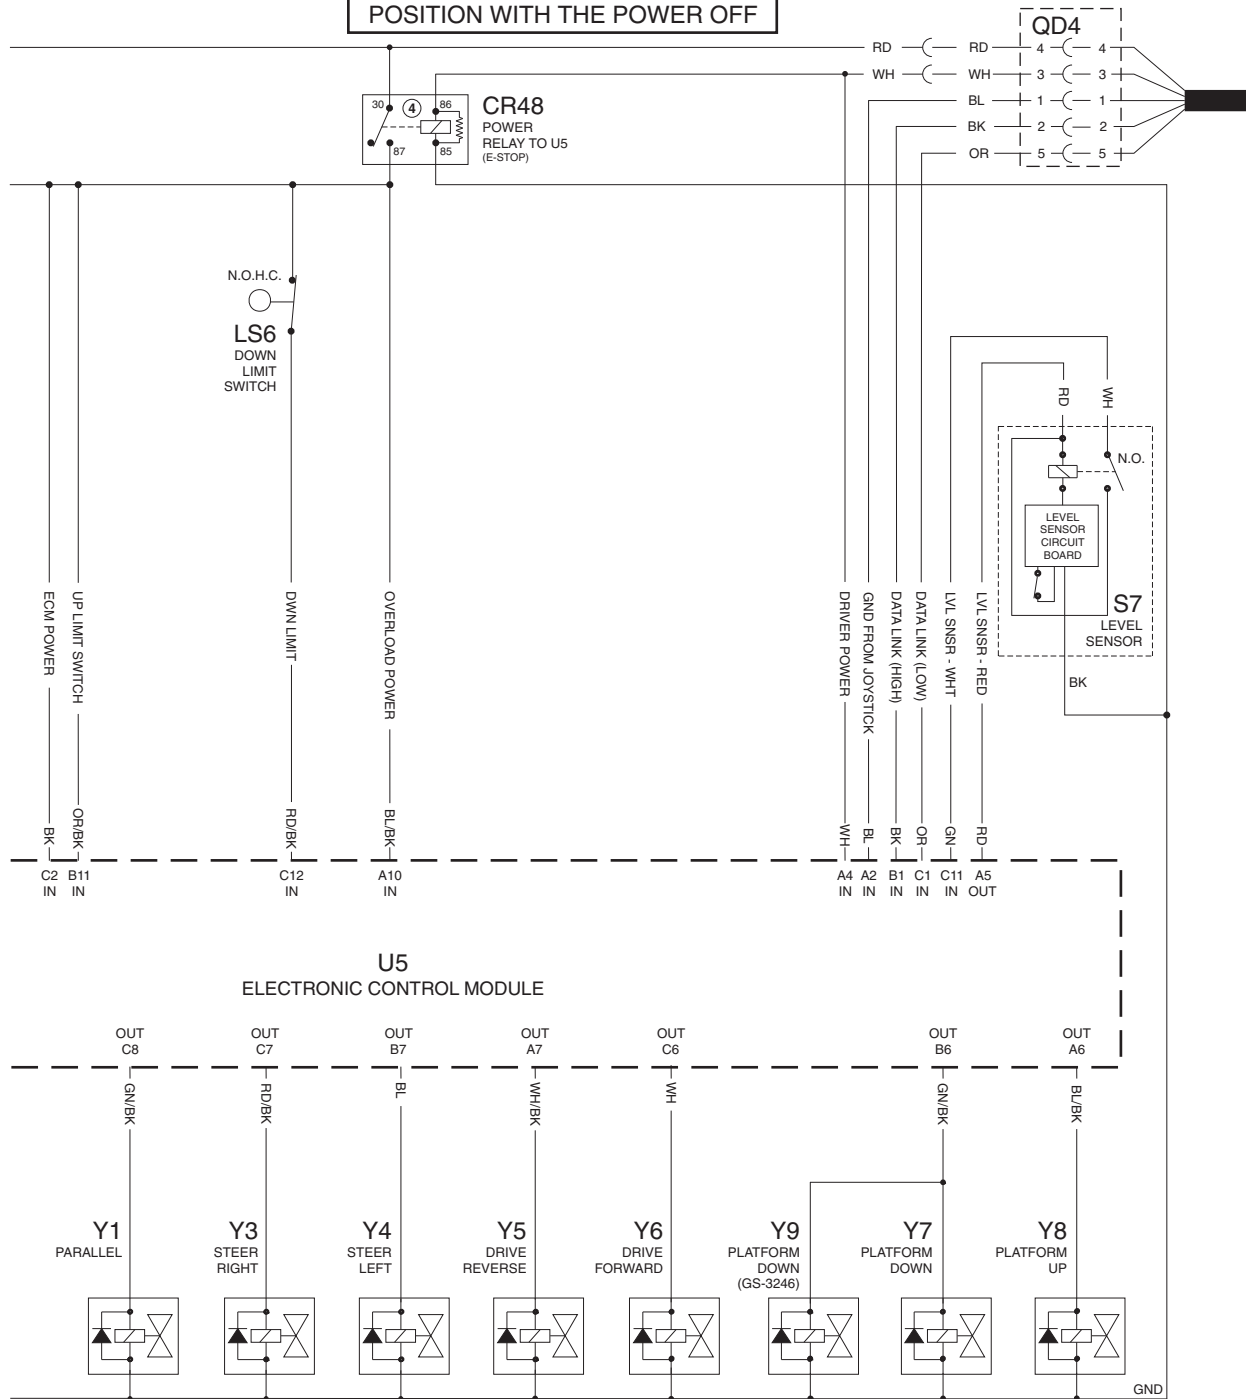 POSITION WITH THE POWER OFF
QD4
RD RD 4 4
WH WH 3 3
BL 1 1
BK 2 2
OR 5 5
30 4 86
87 85
CR48
POWER
RELAY TO U5
(E-STOP)
N.O.H.C.
LS6
DOWN
LIMIT
SWITCH
RD
WH
N.O.
LEVEL
SENSOR
CIRCUIT
BOARD
S7
LEVEL
SENSOR
BK
ECM POWER
UP LIMIT SWITCH
DWN LIMIT
OVERLOAD POWER
DRIVER POWER
GND FROM JOYSTICK
DATA LINK (HIGH)
DATA LINK (LOW)
LVL SNSR - WHT
LVL SNSR - RED
BK
OR/BK
RD/BK
BL/BK
WH
BL
BK
OR
GN
RD
C2 B11 C12 A10 A4 A2 B1 C1 C11 A5
IN IN IN IN IN IN IN IN IN OUT
U5
ELECTRONIC CONTROL MODULE
OUT OUT OUT OUT OUT OUT OUT
C8 C7 B7 A7 C6 B6 A6
GN/BK
RD/BK
BL
WH/BK
WH
GN/BK
BL/BK
Y1
PARALLEL
Y3
STEER
RIGHT
Y4
STEER
LEFT
Y5
DRIVE
REVERSE
Y6
DRIVE
FORWARD
Y9
PLATFORM
DOWN
(GS-3246)
Y7
PLATFORM
DOWN
Y8
PLATFORM
UP
GND